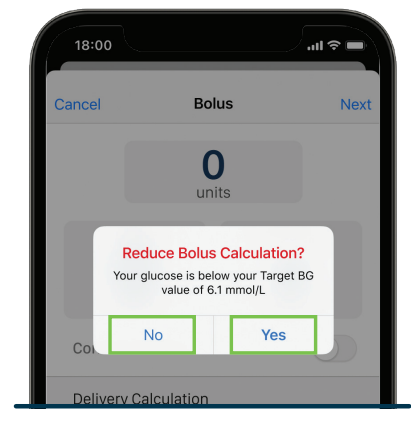 18:00
Cancel Bolus Next
0
units
Reduce Bolus Calculation?
Your glucose is below your Target BG
value of 6.1 mmol/L
No Yes
Delivery Calculation